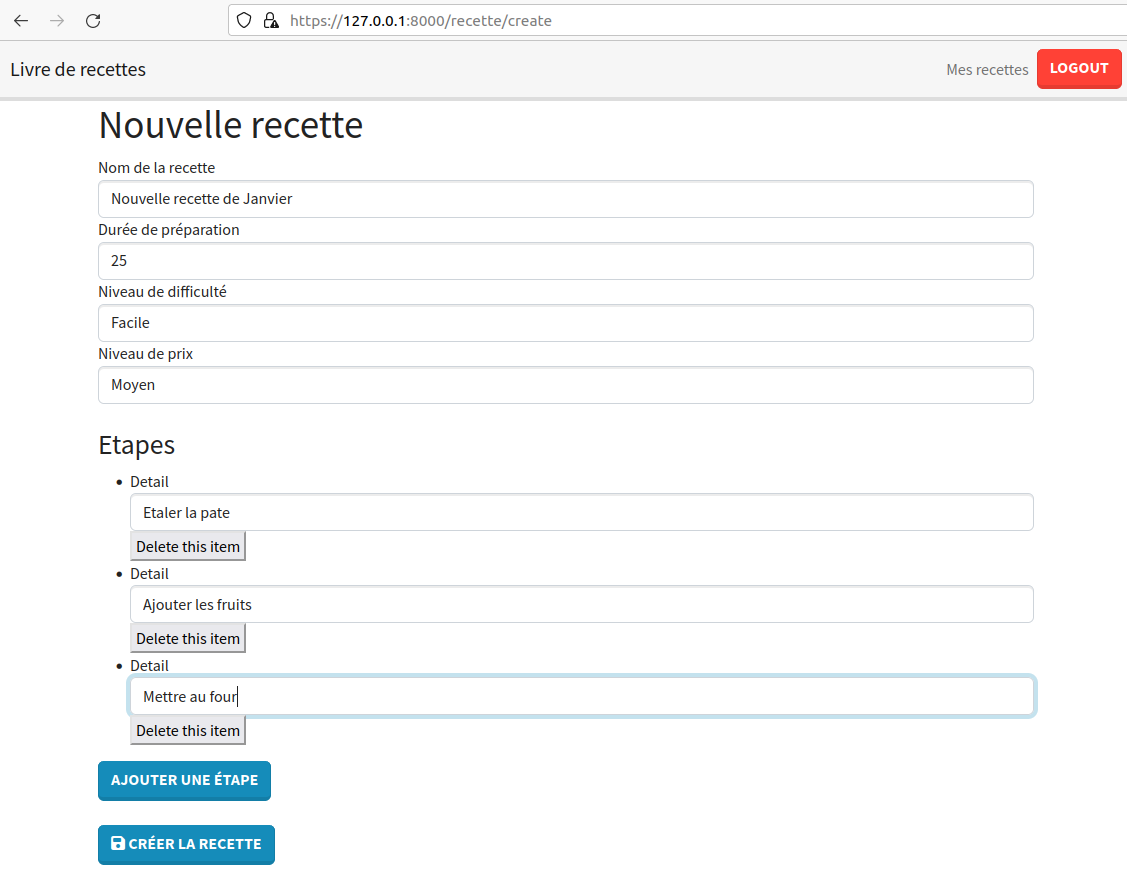 https://127.0.0.1:8000/recette/create
Livre de recettes
Mes recettes
LOGOUT
Nouvelle recette
Nom de la recette
Nouvelle recette de Janvier
Durée de préparation
25
Niveau de difficulté
Facile
Niveau de prix
Moyen
Etapes
• Detail
Etaler la pate
Delete this item
• Detail
Ajouter les fruits
Delete this item
• Detail
Mettre au four
Delete this item
AJOUTER UNE ÉTAPE
CRÉER LA RECETTE